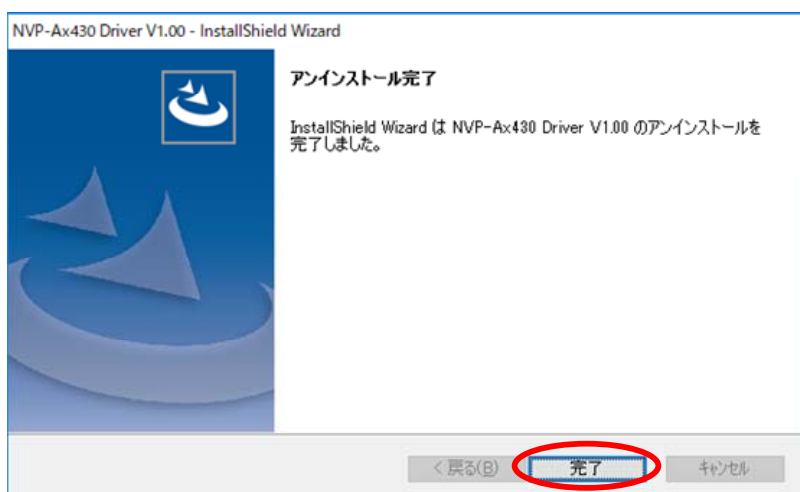 NVP-Ax430 Driver V1.00 - InstallShield Wizard
アンインストール完了
InstallShield Wizard は NVP-Ax430 Driver V1.00 のアンインストールを
完了しました。
< 戻る(B) 完了 キャンセル